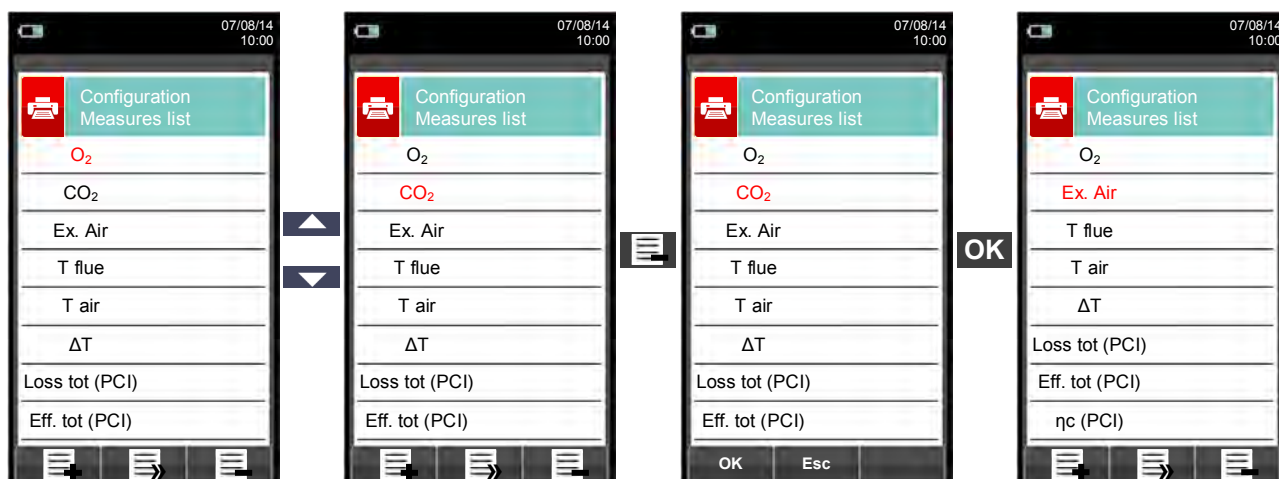 07/08/14
10:00
Configuration
Measures list
O₂
CO₂
Ex. Air
T flue
T air
ΔT
Loss tot (PCI)
Eff. tot (PCI)
07/08/14
10:00
Configuration
Measures list
O₂
CO₂
Ex. Air
T flue
T air
ΔT
Loss tot (PCI)
Eff. tot (PCI)
07/08/14
10:00
Configuration
Measures list
O₂
CO₂
Ex. Air
T flue
T air
ΔT
Loss tot (PCI)
Eff. tot (PCI)
OK Esc
OK
07/08/14
10:00
Configuration
Measures list
O₂
Ex. Air
T flue
T air
ΔT
Loss tot (PCI)
Eff. tot (PCI)
ηc (PCI)